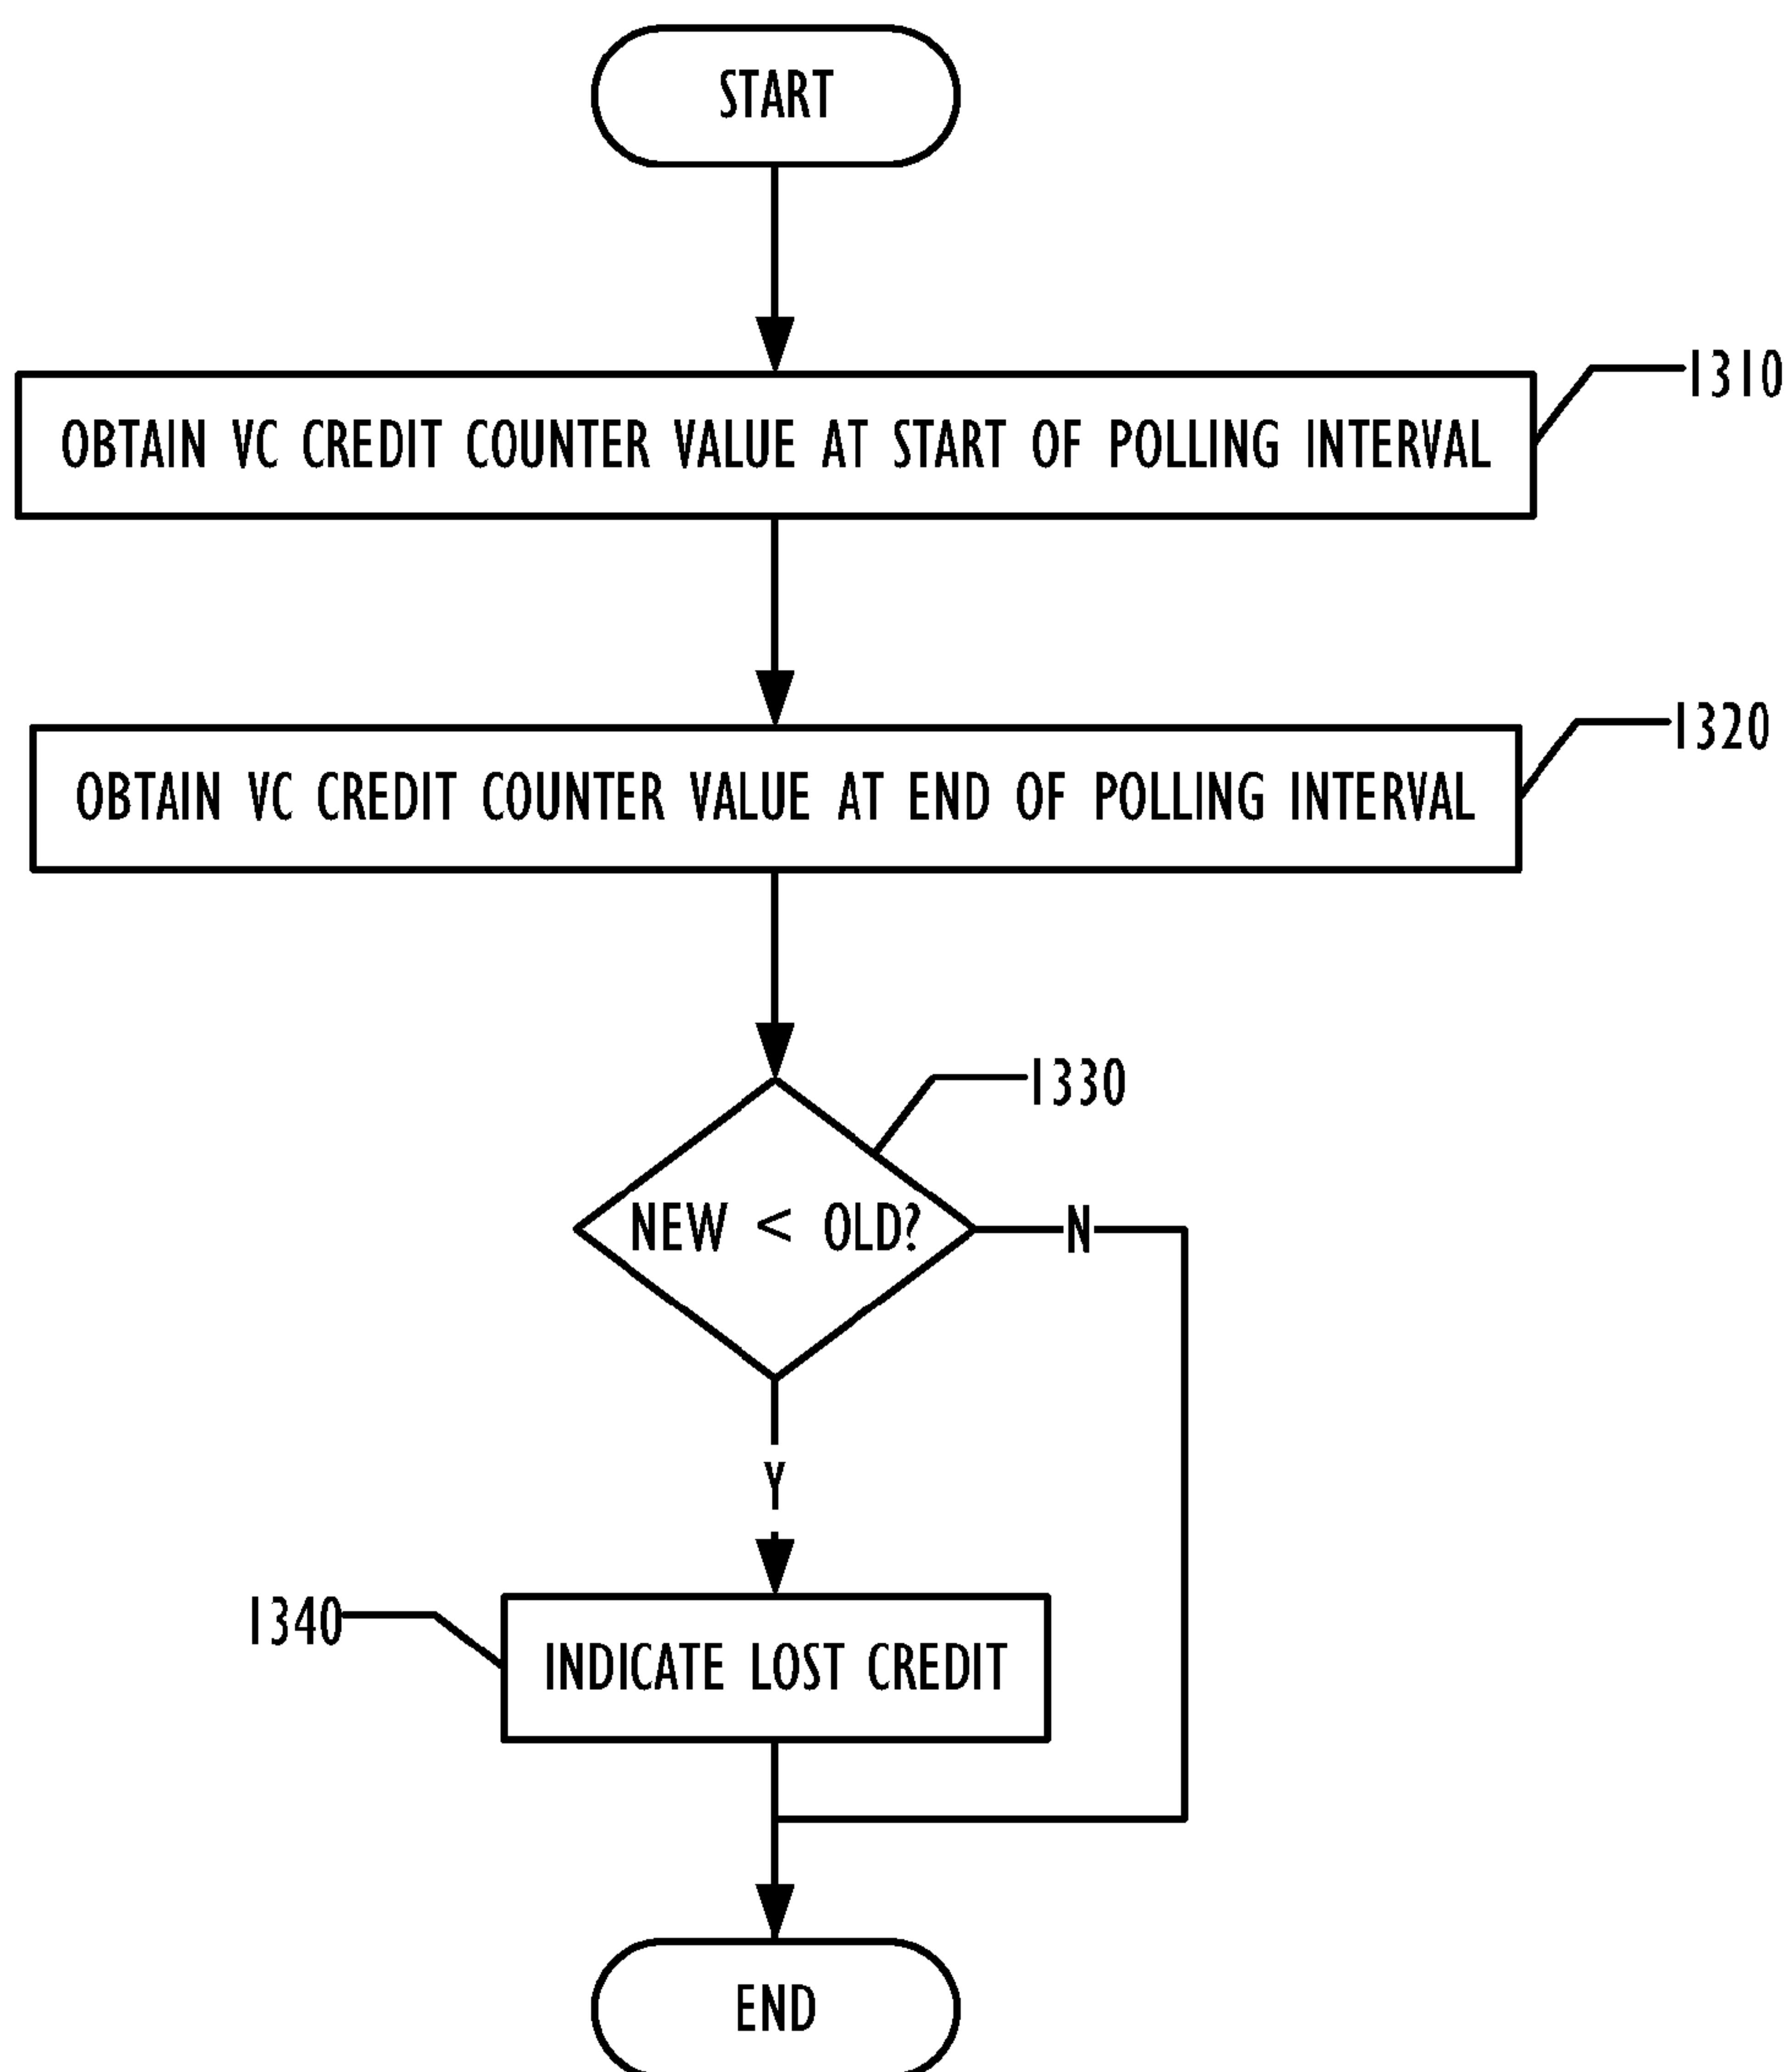 START
1310
OBTAIN VC CREDIT COUNTER VALUE AT START OF POLLING INTERVAL
1320
OBTAIN VC CREDIT COUNTER VALUE AT END OF POLLING INTERVAL
1330
NEW < OLD?
N
Y
1340
INDICATE LOST CREDIT
END